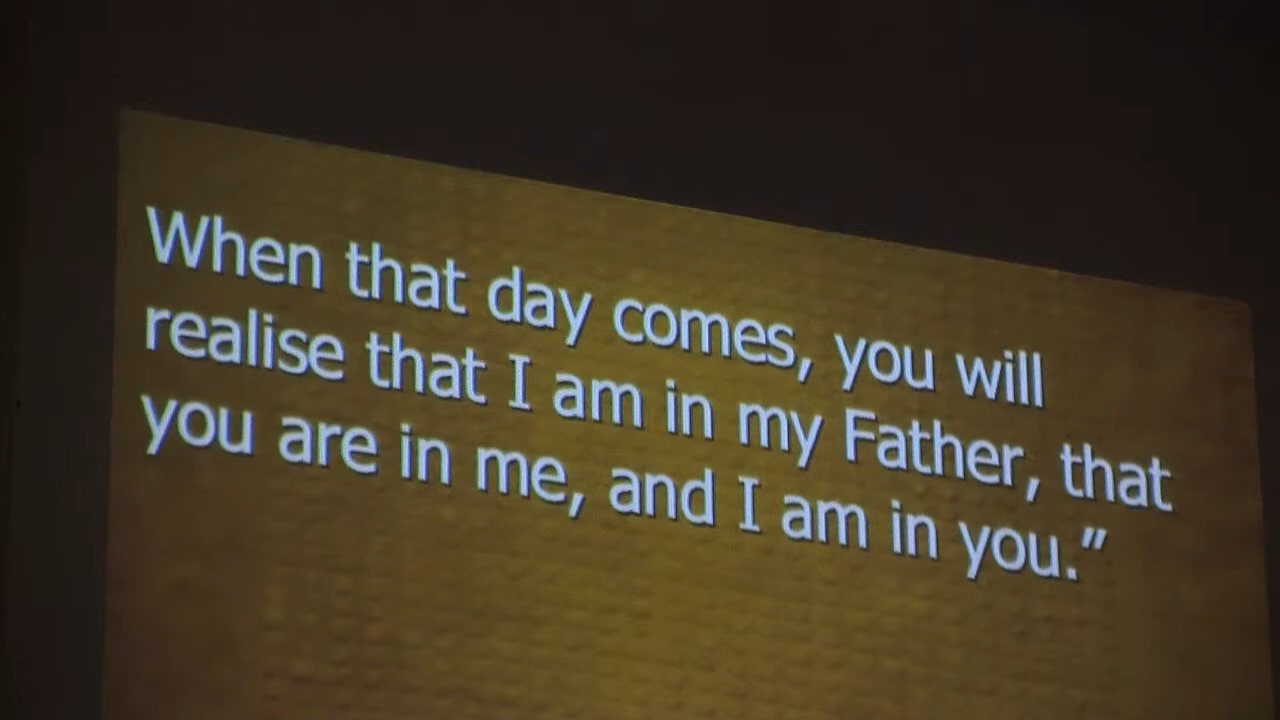 When that day comes, you will
realise that I am in my Father, that
you are in me, and I am in you.”